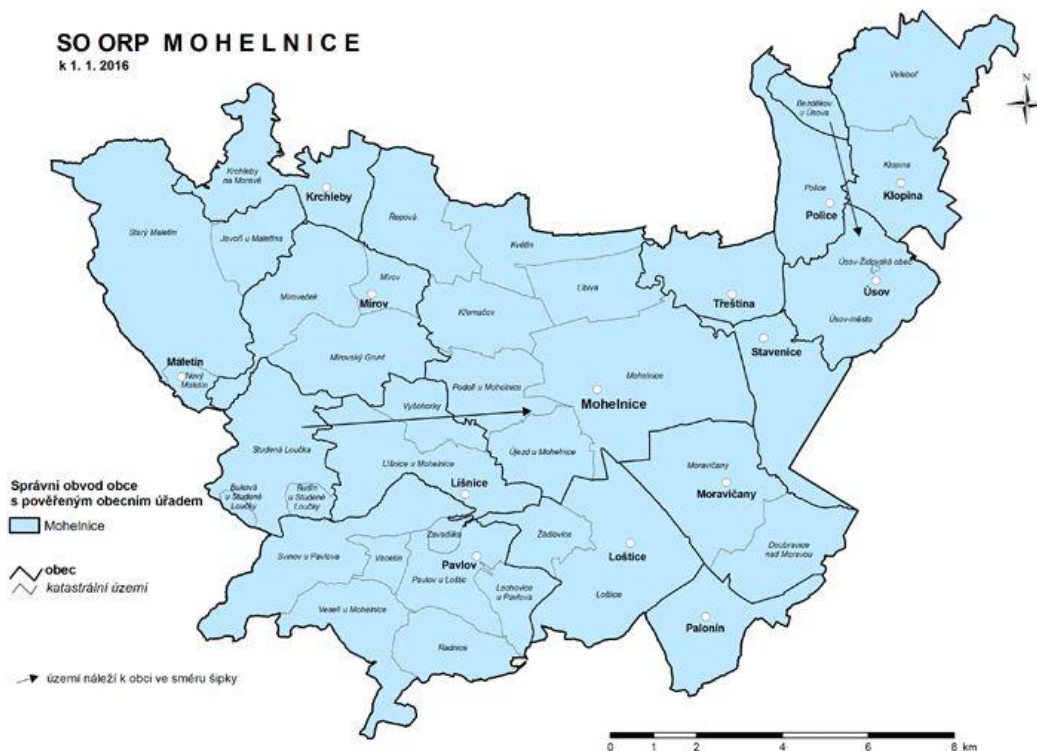 SO ORP MOHELNICE
k 1. 1. 2016
N
Veleboř
Bezděkov
u Úsova
Klopina
Klopina
Police
Police
Krchleby
na Moravě
Krchleby
Řepová
Starý Maletín
Javoří u Maletína
Květín
Úsov-Židovská obec
Úsov
Úsov-město
Mírov
Míroveček
Mírov
Libivá
Třeština
Křemačov
Stavenice
Mírovský Grunt
Maletín
Nový
Maletín
Podolí u Mohelnice
Mohelnice
Mohelnice
Vyšehorky
Studená Loučka
Újezd u Mohelnice
Líšnice u Mohelnice
Moravičany
Moravičany
Líšnice
Buková
u Studené
Loučky
Bušín
u Studené
Loučky
Správní obvod obce
s pověřeným obecním úřadem
Mohelnice
Zavadilka
Žádlovice
Loštice
Doubravice
nad Moravou
Svinov u Pavlova
Vacetín
Pavlov
Pavlov u Loštic
obec
katastrální území
Lechovice
u Pavlova
Loštice
Veselí u Mohelnice
Palonín
Radnice
území náleží k obci ve směru šipky
0 1 2 4 6 8 km